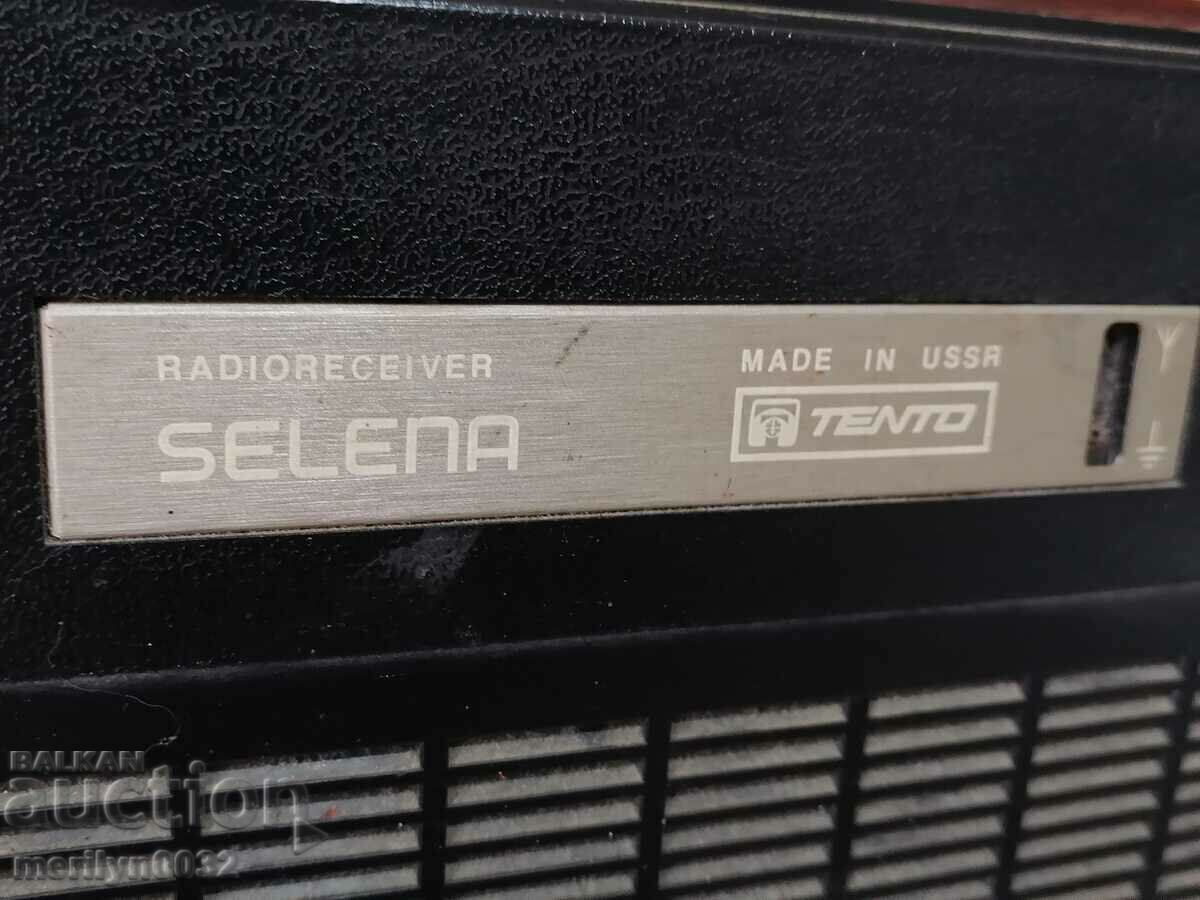 RADIORECEIVER
SELENA
MADE IN USSR
TENTO
BALKAN
auction
merilyn0032